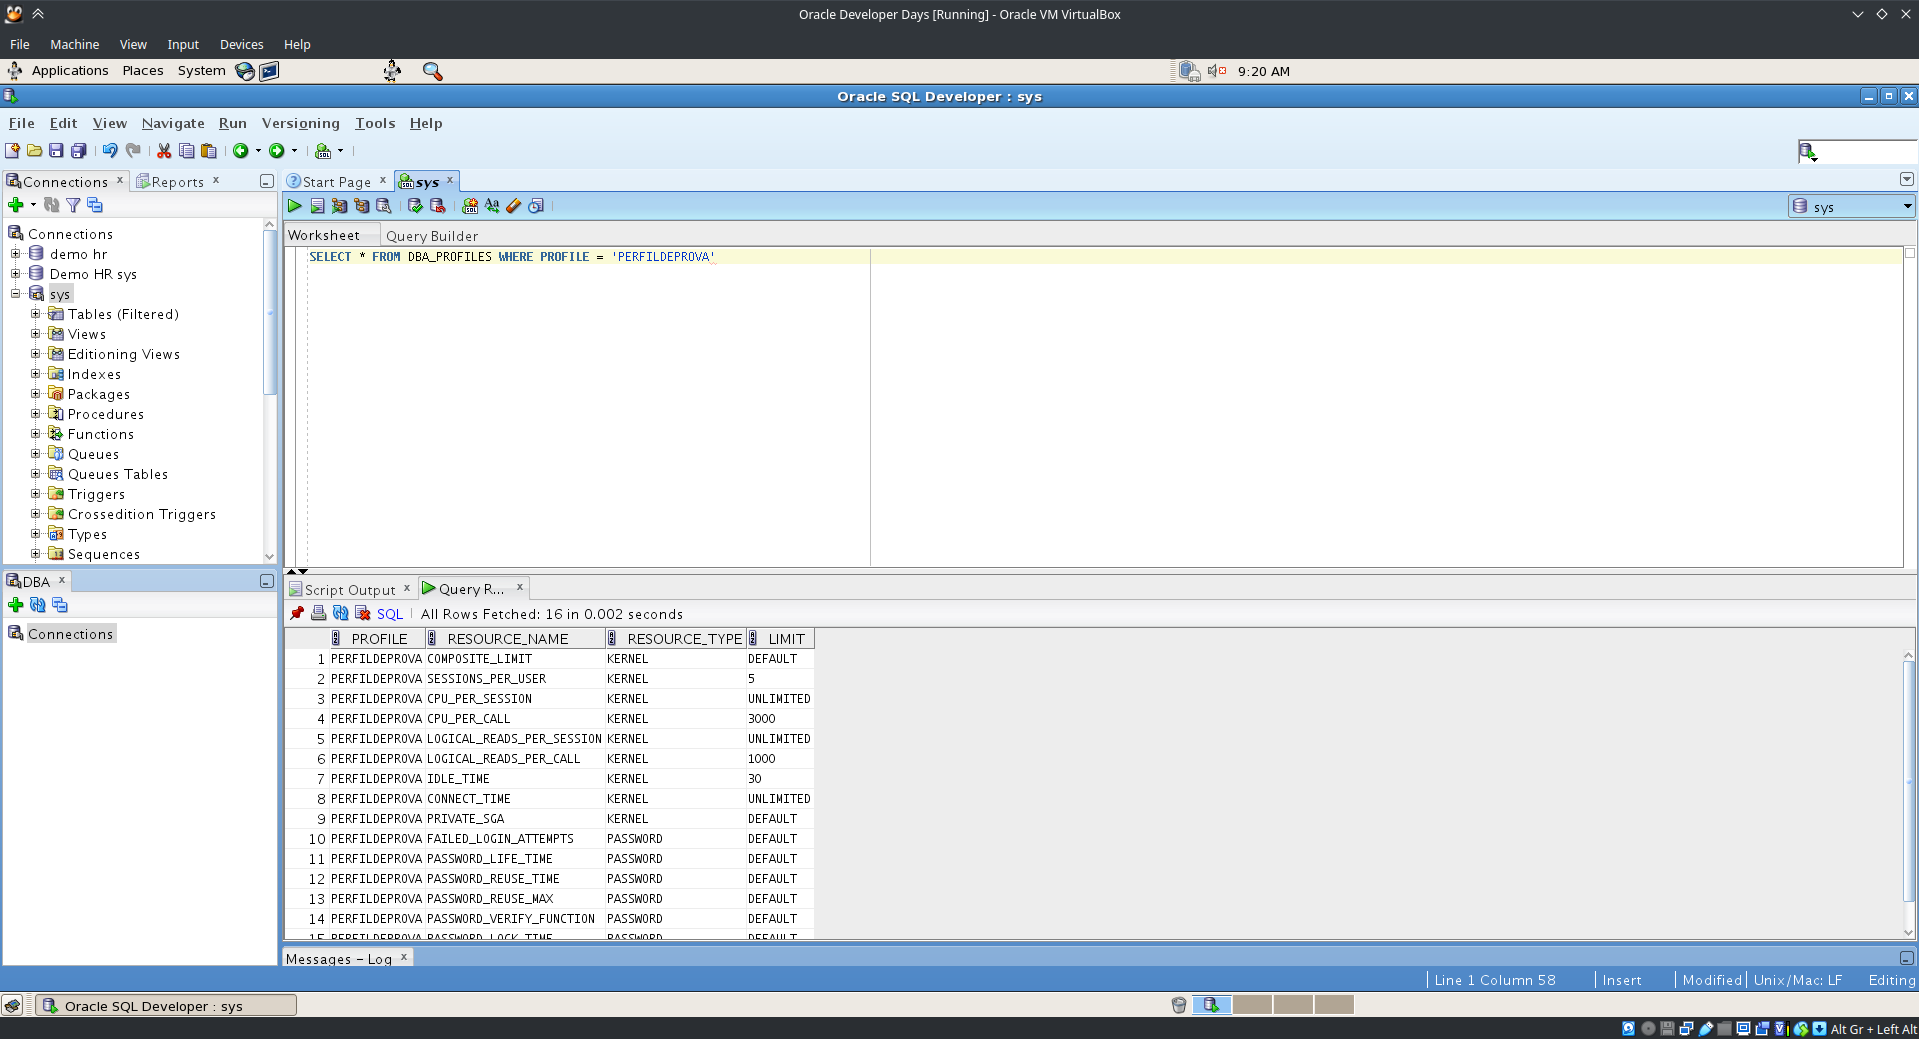 Oracle Developer Days [Running] - Oracle VM VirtualBox
File Machine View Input Devices Help
Applications Places System 9:20 AM
Oracle SQL Developer : sys
File Edit View Navigate Run Versioning Tools Help
Connections Reports Start Page sys
sys
Worksheet Query Builder
SELECT * FROM DBA_PROFILES WHERE PROFILE = 'PERFILDEPROVA'
Connections
demo hr
Demo HR sys
sys
Tables (Filtered)
Views
Editioning Views
Indexes
Packages
Procedures
Functions
Queues
Queues Tables
Triggers
Crossedition Triggers
Types
Sequences
DBA
Connections
Script Output Query R...
SQL All Rows Fetched: 16 in 0.002 seconds
PROFILE RESOURCE_NAME RESOURCE_TYPE LIMIT
1 PERFILDEPROVA COMPOSITE_LIMIT KERNEL DEFAULT
2 PERFILDEPROVA SESSIONS_PER_USER KERNEL 5
3 PERFILDEPROVA CPU_PER_SESSION KERNEL UNLIMITED
4 PERFILDEPROVA CPU_PER_CALL KERNEL 3000
5 PERFILDEPROVA LOGICAL_READS_PER_SESSION KERNEL UNLIMITED
6 PERFILDEPROVA LOGICAL_READS_PER_CALL KERNEL 1000
7 PERFILDEPROVA IDLE_TIME KERNEL 30
8 PERFILDEPROVA CONNECT_TIME KERNEL UNLIMITED
9 PERFILDEPROVA PRIVATE_SGA KERNEL DEFAULT
10 PERFILDEPROVA FAILED_LOGIN_ATTEMPTS PASSWORD DEFAULT
11 PERFILDEPROVA PASSWORD_LIFE_TIME PASSWORD DEFAULT
12 PERFILDEPROVA PASSWORD_REUSE_TIME PASSWORD DEFAULT
13 PERFILDEPROVA PASSWORD_REUSE_MAX PASSWORD DEFAULT
14 PERFILDEPROVA PASSWORD_VERIFY_FUNCTION PASSWORD DEFAULT
15 PERFILDEPROVA PASSWORD_LOCK_TIME PASSWORD DEFAULT
Messages - Log
Line 1 Column 58 Insert Modified Unix/Mac: LF Editing
Oracle SQL Developer : sys
Alt Gr + Left Alt